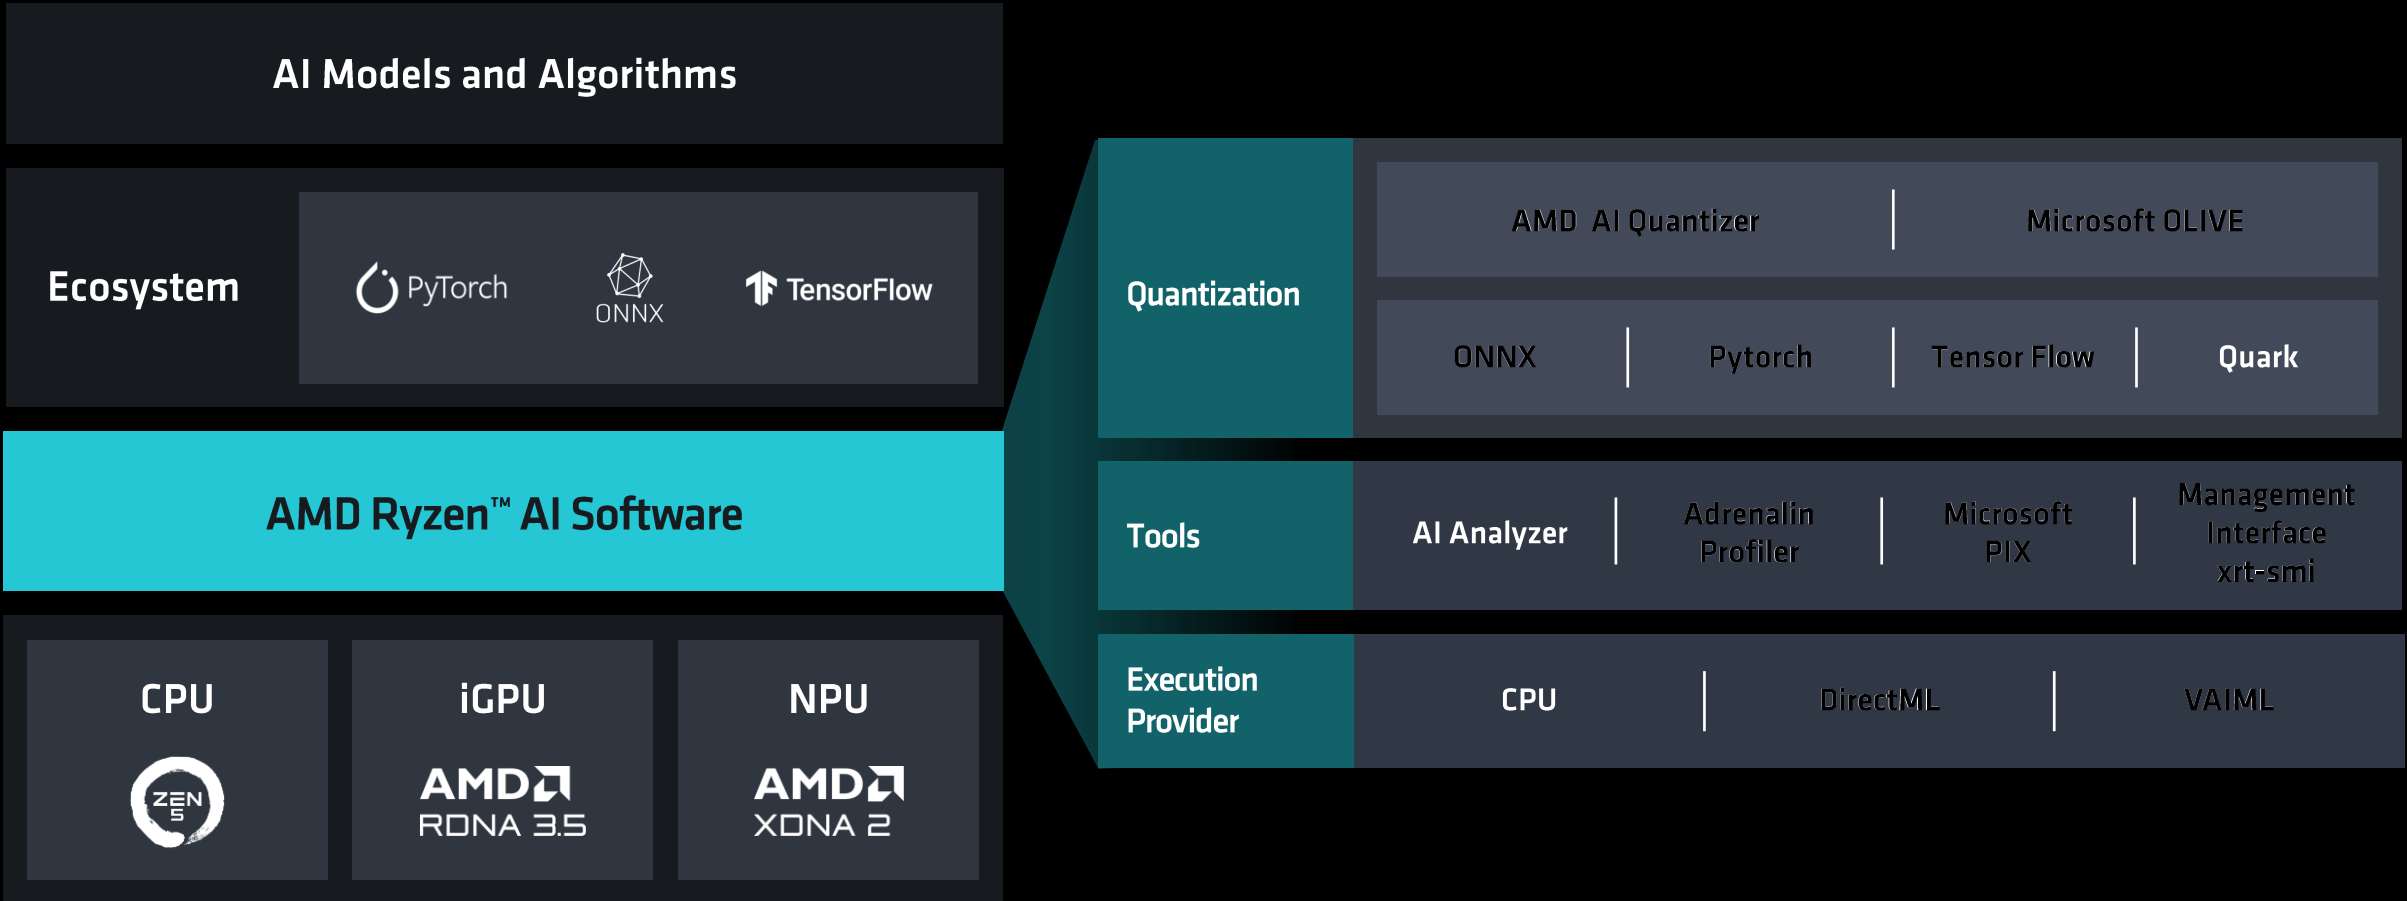 AI Models and Algorithms
Ecosystem
PyTorch
ONNX
TensorFlow
AMD Ryzen™ AI Software
CPU
ZEN
5
iGPU
AMD
RDNA 3.5
NPU
AMD
XDNA 2
Quantization
AMD AI Quantizer
Microsoft OLIVE
ONNX
Pytorch
Tensor Flow
Quark
Tools
AI Analyzer
Adrenalin
Profiler
Microsoft
PIX
Management
Interface
xrt-smi
Execution
Provider
CPU
DirectML
VAIML